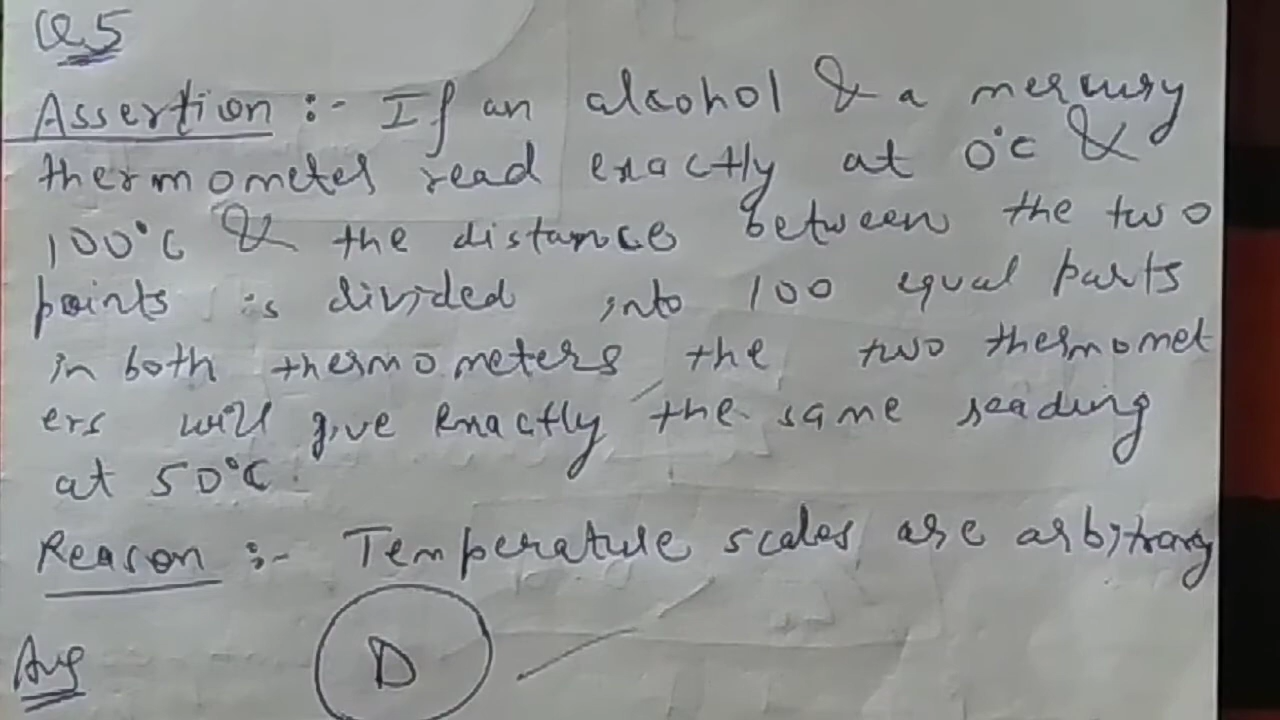 Q5
Assertion :- If an alcohol & a mercury
thermometer read exactly at 0°C &
100°C & the distance between the two
points is divided into 100 equal parts
in both thermometers the two thermomet
ers will give exactly the same reading
at 50°C.
Reason :- Temperature scales are arbitrary
Ans D